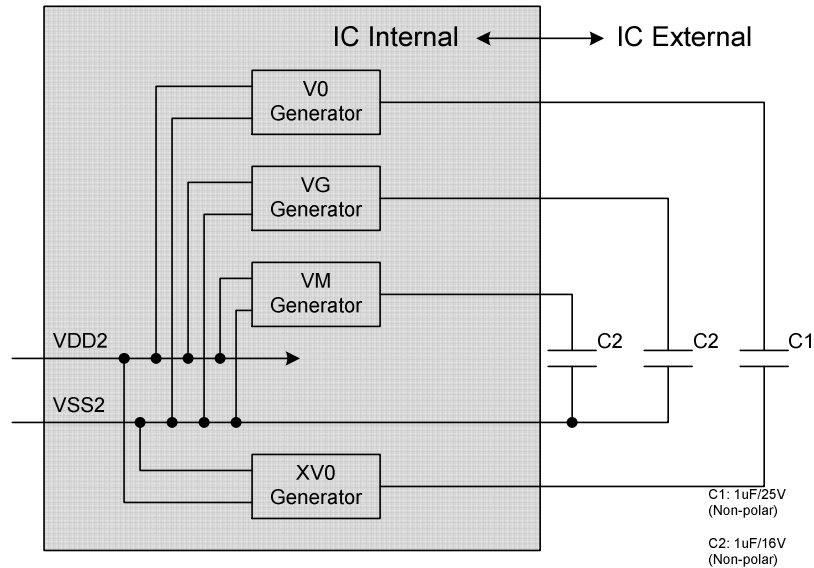 IC Internal
IC External
V0
Generator
VG
Generator
VM
Generator
VDD2
C2
C2
C1
VSS2
XV0
Generator
C1: 1uF/25V
(Non-polar)
C2: 1uF/16V
(Non-polar)